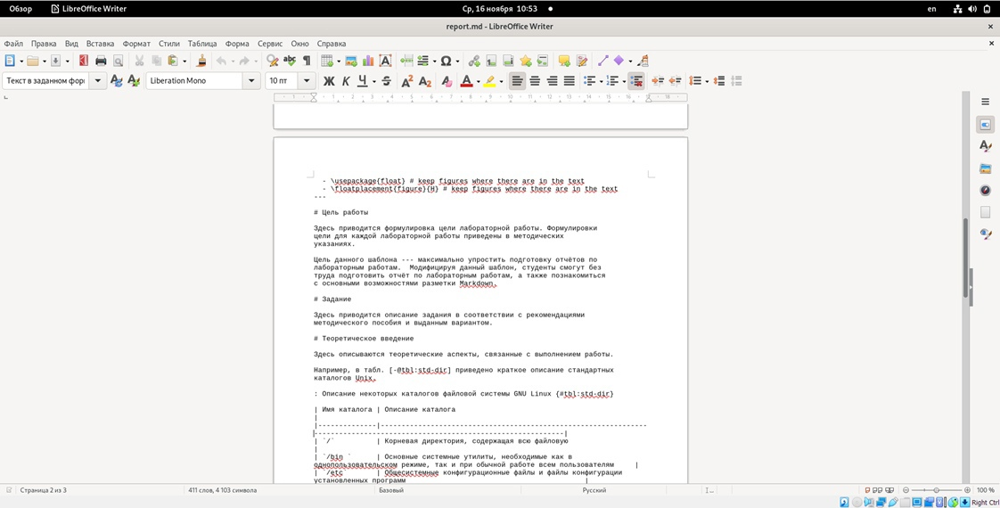 Обзор LibreOffice Writer Ср, 16 ноября 10:53 en
report.md - LibreOffice Writer
Файл Правка Вид Вставка Формат Стили Таблица Форма Сервис Окно Справка
Текст в заданном фор Liberation Mono 10 пт
- \usepackage{float} # keep figures where there are in the text
- \floatplacement{figure}{H} # keep figures where there are in the text
---
# Цель работы
Здесь приводится формулировка цели лабораторной работы. Формулировки
цели для каждой лабораторной работы приведены в методических
указаниях.
Цель данного шаблона --- максимально упростить подготовку отчётов по
лабораторным работам.  Модифицируя данный шаблон, студенты смогут без
труда подготовить отчёт по лабораторным работам, а также познакомиться
с основными возможностями разметки Markdown.
# Задание
Здесь приводится описание задания в соответствии с рекомендациями
методического пособия и выданным вариантом.
# Теоретическое введение
Здесь описываются теоретические аспекты, связанные с выполнением работы.
Например, в табл. [-@tbl:std-dir] приведено краткое описание стандартных
каталогов Unix.
: Описание некоторых каталогов файловой системы GNU Linux {#tbl:std-dir}
| Имя каталога | Описание каталога
|
|--------------|---------------------------------------------------------------
|------------------------------------------------------------|
| `/` | Корневая директория, содержащая всю файловую
|
| `/bin ` | Основные системные утилиты, необходимые как в
однопользовательском режиме, так и при обычной работе всем пользователям |
| `/etc` | Общесистемные конфигурационные файлы и файлы конфигурации
установленных программ |
Страница 2 из 3 411 слов, 4 103 символа Базовый Русский 100 %
Right Ctrl